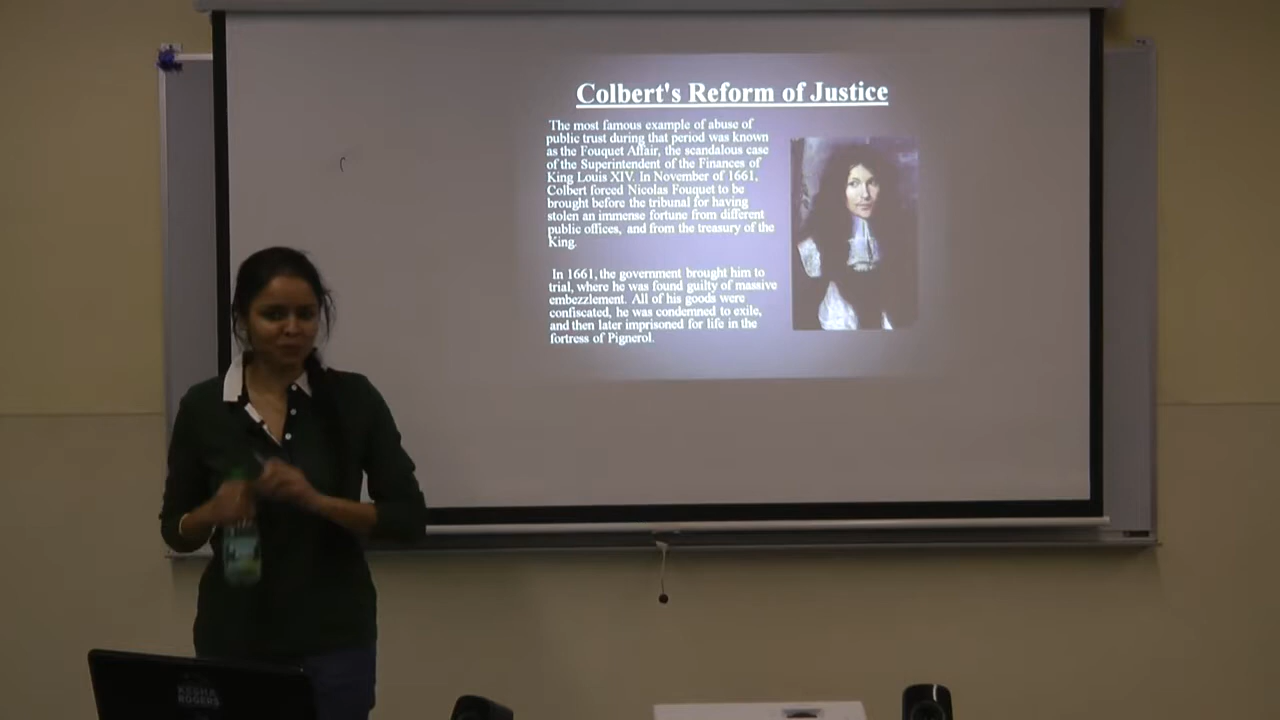 Colbert's Reform of Justice
The most famous example of abuse of
public trust during that period was known
as the Fouquet Affair, the scandalous case
of the Superintendent of the Finances of
King Louis XIV. In November of 1661,
Colbert forced Nicolas Fouquet to be
brought before the tribunal for having
stolen an immense fortune from different
public offices, and from the treasury of the
King.
In 1661, the government brought him to
trial, where he was found guilty of massive
embezzlement. All of his goods were
confiscated, he was condemned to exile,
and then later imprisoned for life in the
fortress of Pignerol.
KESHA
ROGERS